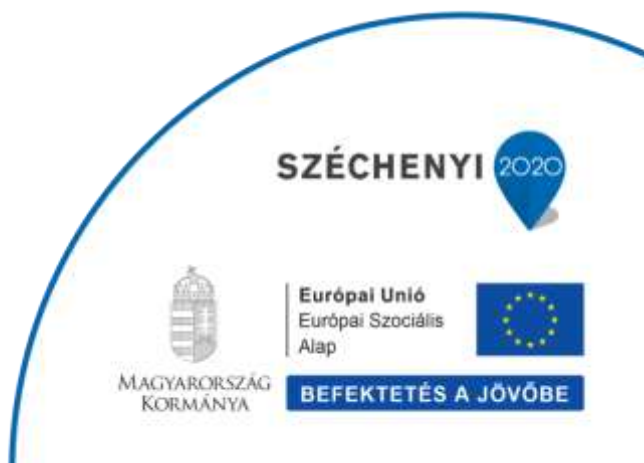 SZÉCHENYI 2020
Európai Unió
Európai Szociális
Alap
MAGYARORSZÁG
KORMÁNYA
BEFEKTETÉS A JÖVŐBE